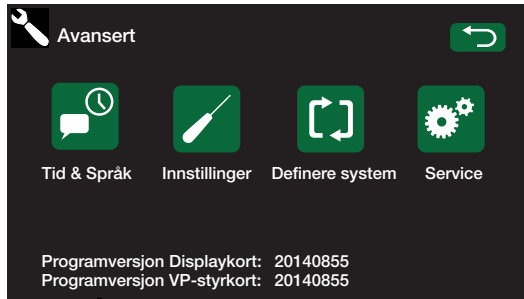 Avansert
Tid & Språk Innstillinger Definere system Service
Programversjon Displaykort: 20140855
Programversjon VP-styrkort: 20140855